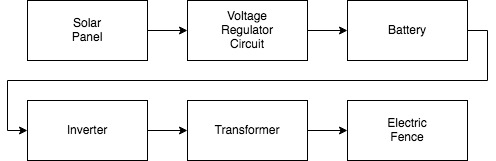 Solar
Panel
Voltage
Regulator
Circuit
Battery
Inverter
Transformer
Electric
Fence